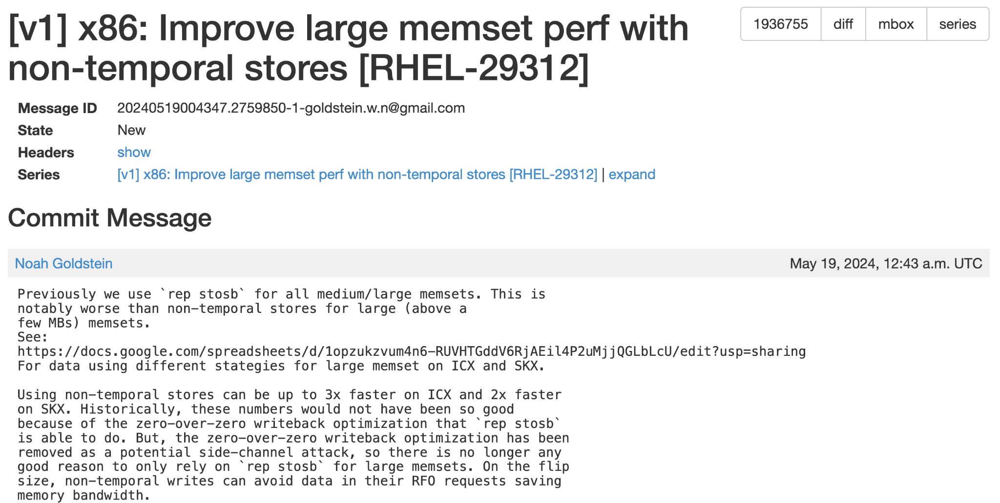 [v1] x86: Improve large memset perf with
non-temporal stores [RHEL-29312]
1936755 diff mbox series
Message ID 20240519004347.2759850-1-goldstein.w.n@gmail.com
State New
Headers show
Series [v1] x86: Improve large memset perf with non-temporal stores [RHEL-29312] | expand
Commit Message
Noah Goldstein May 19, 2024, 12:43 a.m. UTC
Previously we use `rep stosb` for all medium/large memsets. This is
notably worse than non-temporal stores for large (above a
few MBs) memsets.
See:
https://docs.google.com/spreadsheets/d/1opzukzvum4n6-RUVHTGddV6RjAEil4P2uMjjQGLbLcU/edit?usp=sharing
For data using different stategies for large memset on ICX and SKX.
Using non-temporal stores can be up to 3x faster on ICX and 2x faster
on SKX. Historically, these numbers would not have been so good
because of the zero-over-zero writeback optimization that `rep stosb`
is able to do. But, the zero-over-zero writeback optimization has been
removed as a potential side-channel attack, so there is no longer any
good reason to only rely on `rep stosb` for large memsets. On the flip
size, non-temporal writes can avoid data in their RFO requests saving
memory bandwidth.